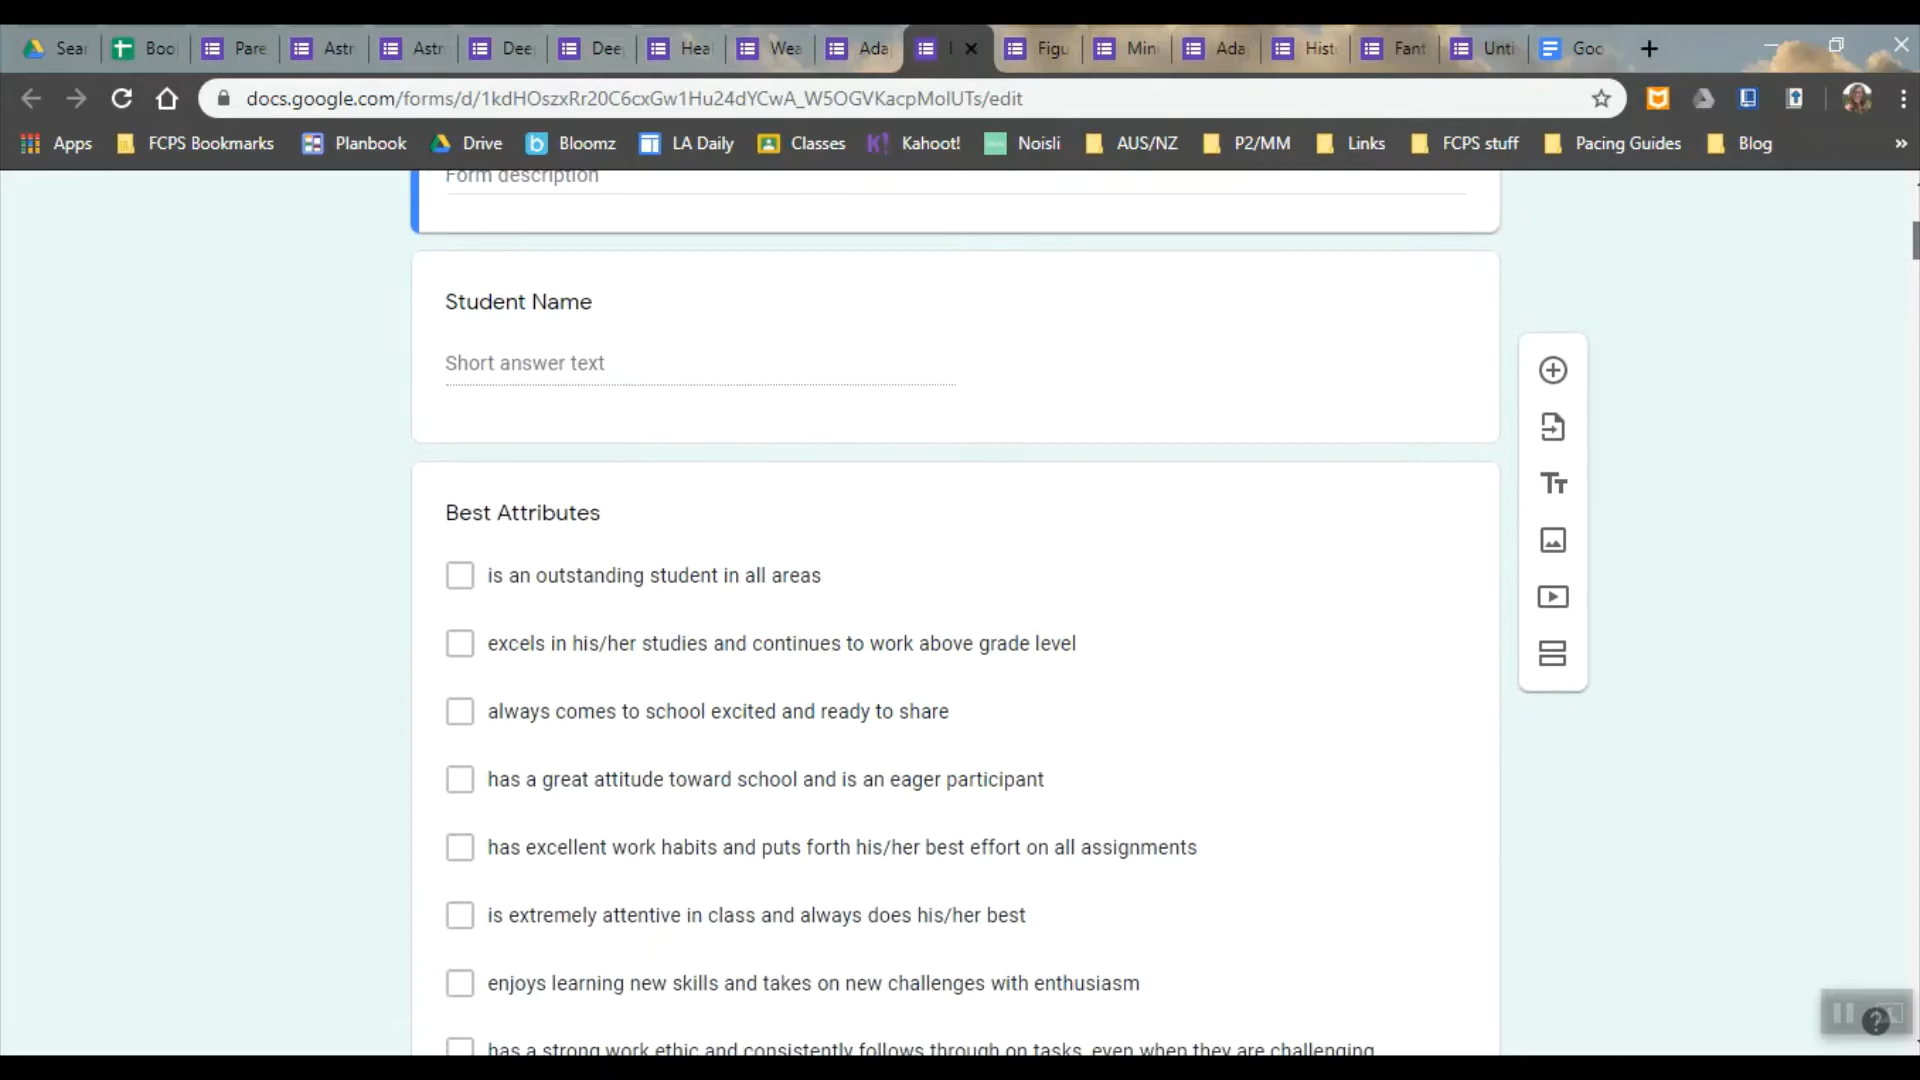 Sear
Boo
Pare
Astr
Astr
Dee
Dee
Hea
Wea
Ada
Figu
Min
Ada
Hist
Fant
Unti
Goo
docs.google.com/forms/d/1kdHOszxRr20C6cxGw1Hu24dYCwA_W5OGVKacpMolUTs/edit
Apps FCPS Bookmarks Planbook Drive Bloomz LA Daily Classes Kahoot! Noisli AUS/NZ P2/MM Links FCPS stuff Pacing Guides Blog »
Form description
Student Name
Short answer text
Best Attributes
is an outstanding student in all areas
excels in his/her studies and continues to work above grade level
always comes to school excited and ready to share
has a great attitude toward school and is an eager participant
has excellent work habits and puts forth his/her best effort on all assignments
is extremely attentive in class and always does his/her best
enjoys learning new skills and takes on new challenges with enthusiasm
has a strong work ethic and consistently follows through on tasks, even when they are challenging